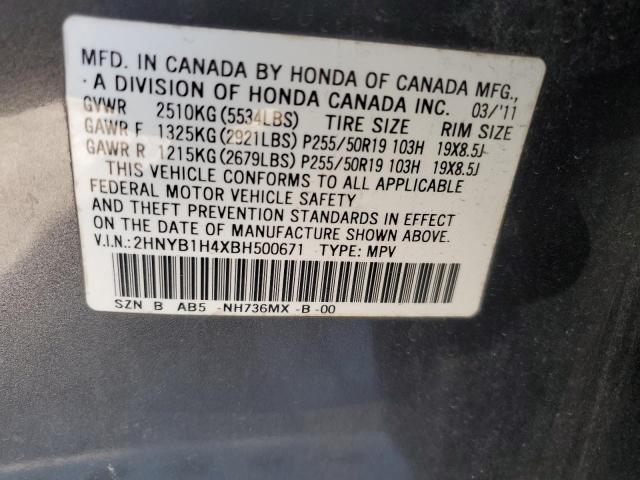 MFD. IN CANADA BY HONDA OF CANADA MFG.,
A DIVISION OF HONDA CANADA INC. 03/'11
GVWR 2510KG (5534LBS) TIRE SIZE RIM SIZE
GAWR F 1325KG (2921LBS) P255/50R19 103H 19X8.5J
GAWR R 1215KG (2679LBS) P255/50R19 103H 19X8.5J
THIS VEHICLE CONFORMS TO ALL APPLICABLE
FEDERAL MOTOR VEHICLE SAFETY
AND THEFT PREVENTION STANDARDS IN EFFECT
ON THE DATE OF MANUFACTURE SHOWN ABOVE.
V.I.N.: 2HNYB1H4XBH500671 TYPE: MPV
SZN B AB5 -NH736MX -B-00